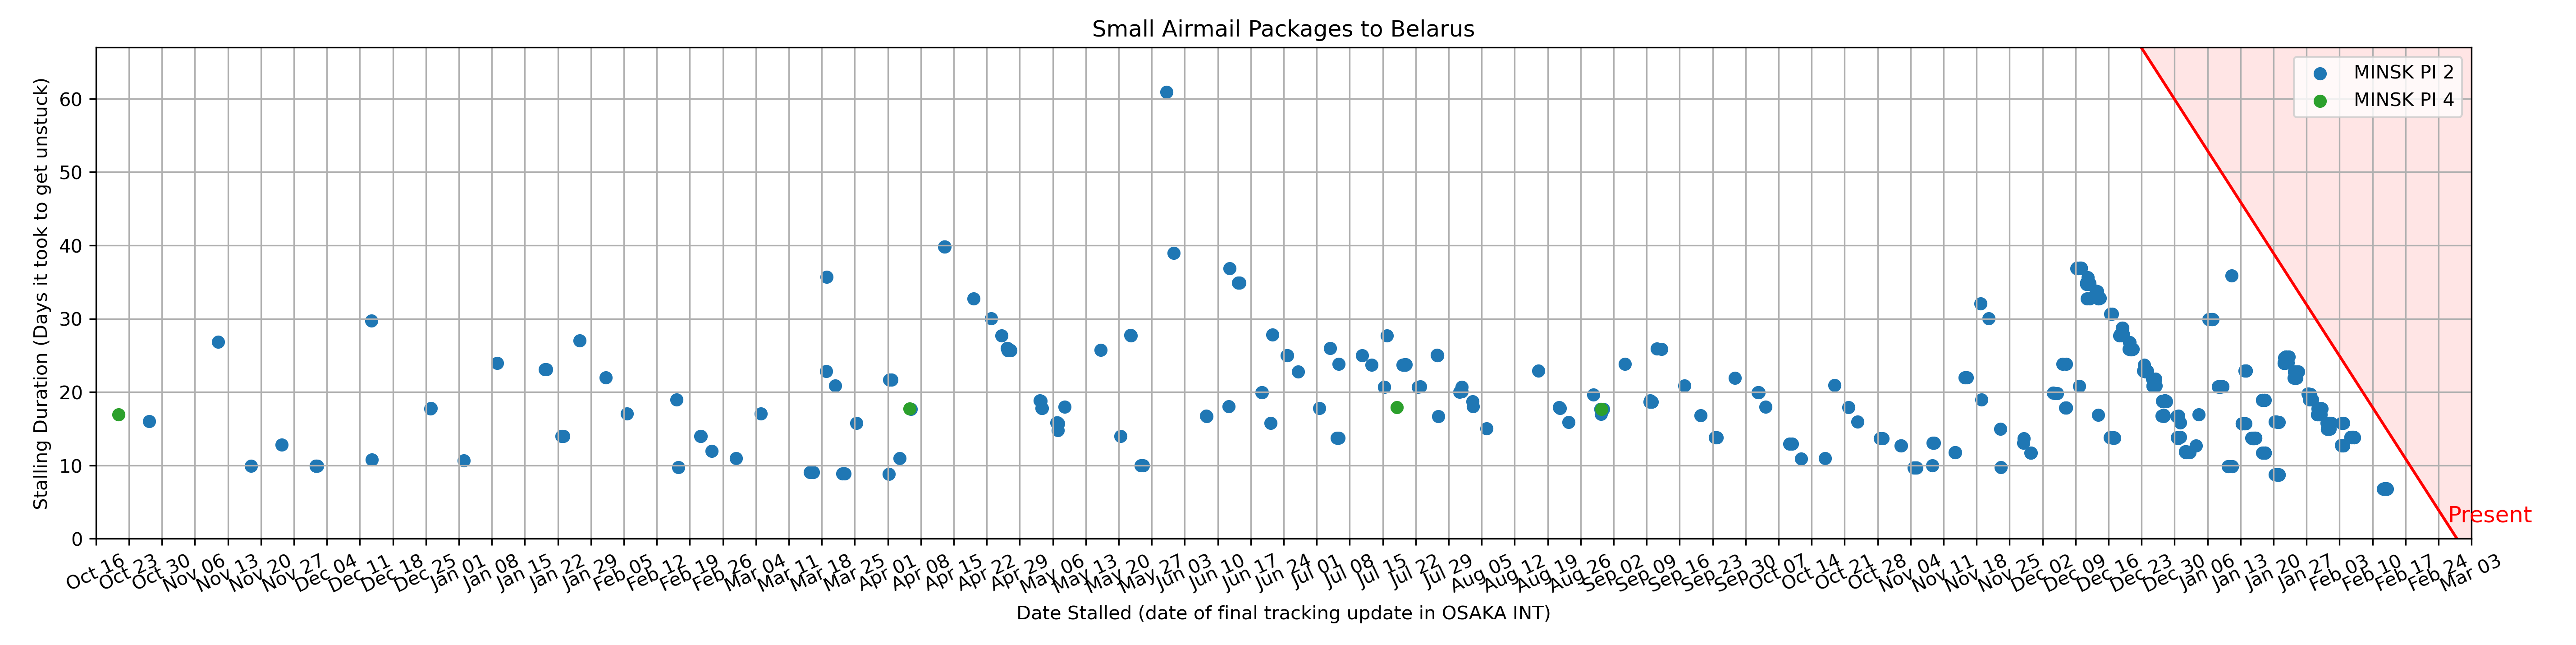 Small Airmail Packages to Belarus
Stalling Duration (Days it took to get unstuck)
60
50
40
30
20
10
0
MINSK PI 2
MINSK PI 4
Present
Oct 16
Oct 23
Oct 30
Nov 06
Nov 13
Nov 20
Nov 27
Dec 04
Dec 11
Dec 18
Dec 25
Jan 01
Jan 08
Jan 15
Jan 22
Jan 29
Feb 05
Feb 12
Feb 19
Feb 26
Mar 04
Mar 11
Mar 18
Mar 25
Apr 01
Apr 08
Apr 15
Apr 22
Apr 29
May 06
May 13
May 20
May 27
Jun 03
Jun 10
Jun 17
Jun 24
Jul 01
Jul 08
Jul 15
Jul 22
Jul 29
Aug 05
Aug 12
Aug 19
Aug 26
Sep 02
Sep 09
Sep 16
Sep 23
Sep 30
Oct 07
Oct 14
Oct 21
Oct 28
Nov 04
Nov 11
Nov 18
Nov 25
Dec 02
Dec 09
Dec 16
Dec 23
Dec 30
Jan 06
Jan 13
Jan 20
Jan 27
Feb 03
Feb 10
Feb 17
Feb 24
Mar 03
Date Stalled (date of final tracking update in OSAKA INT)